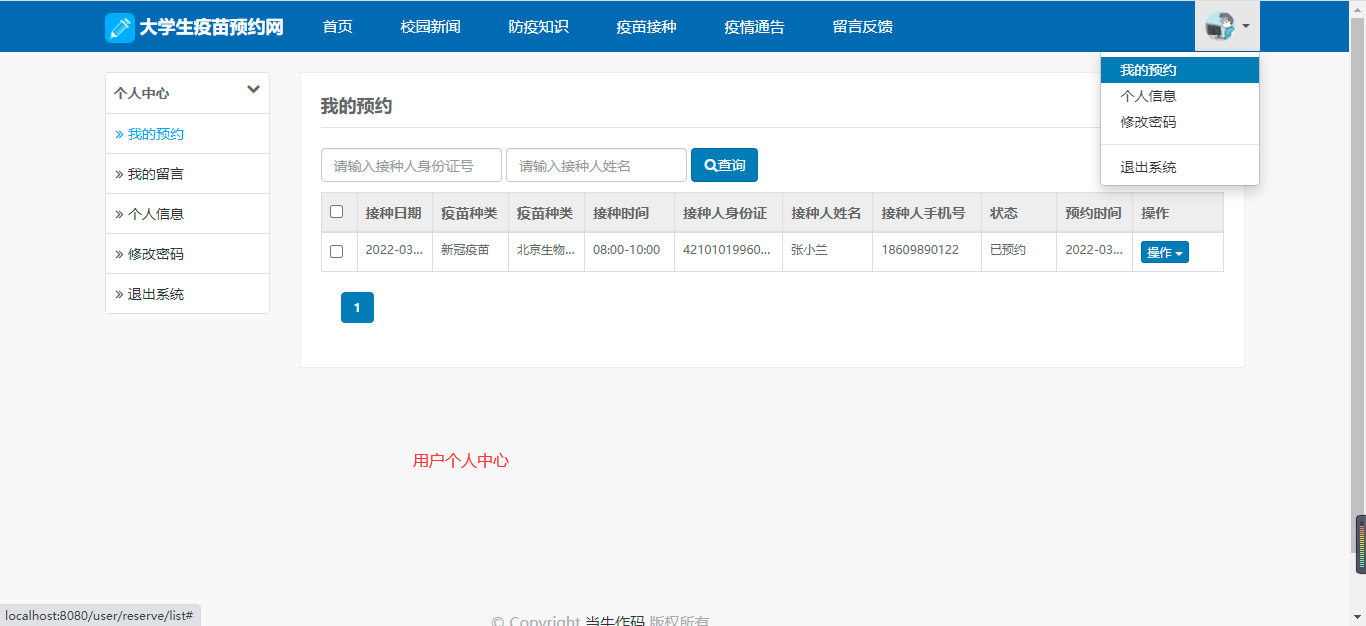 大学生疫苗预约网 首页 校园新闻 防疫知识 疫苗接种 疫情通告 留言反馈
我的预约
个人信息
修改密码
退出系统
个人中心
» 我的预约
» 我的留言
» 个人信息
» 修改密码
» 退出系统
我的预约
请输入接种人身份证号 请输入接种人姓名 查询
接种日期 疫苗种类 疫苗种类 接种时间 接种人身份证 接种人姓名 接种人手机号 状态 预约时间 操作
2022-03... 新冠疫苗 北京生物... 08:00-10:00 42101019960... 张小兰 18609890122 已预约 2022-03... 操作
1
用户个人中心
© Copyright 当牛作码 版权所有
localhost:8080/user/reserve/list#